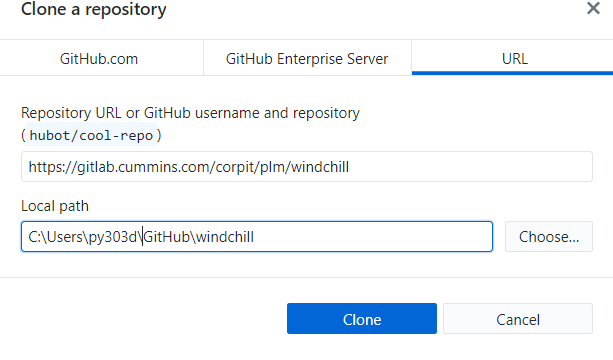 Clone a repository
GitHub.com
GitHub Enterprise Server
URL
Repository URL or GitHub username and repository
(hubot/cool-repo)
https://gitlab.cummins.com/corpit/plm/windchill
Local path
C:\Users\py303d\GitHub\windchill
Choose...
Clone
Cancel